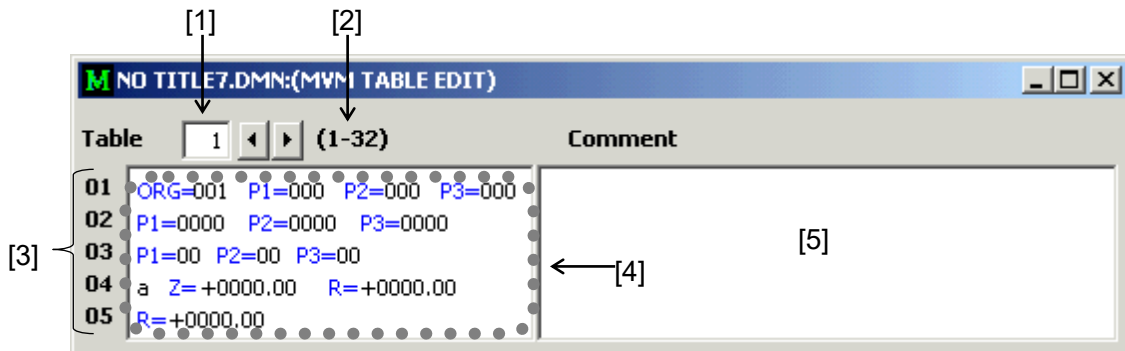 [1] [2]
M NO TITLE7.DMN:(MVM TABLE EDIT)
Table 1 (1-32) Comment
01 ORG=001 P1=000 P2=000 P3=000
02 P1=0000 P2=0000 P3=0000
[3] 03 P1=00 P2=00 P3=00 [5]
04 a Z=+0000.00 R=+0000.00 [4]
05 R=+0000.00